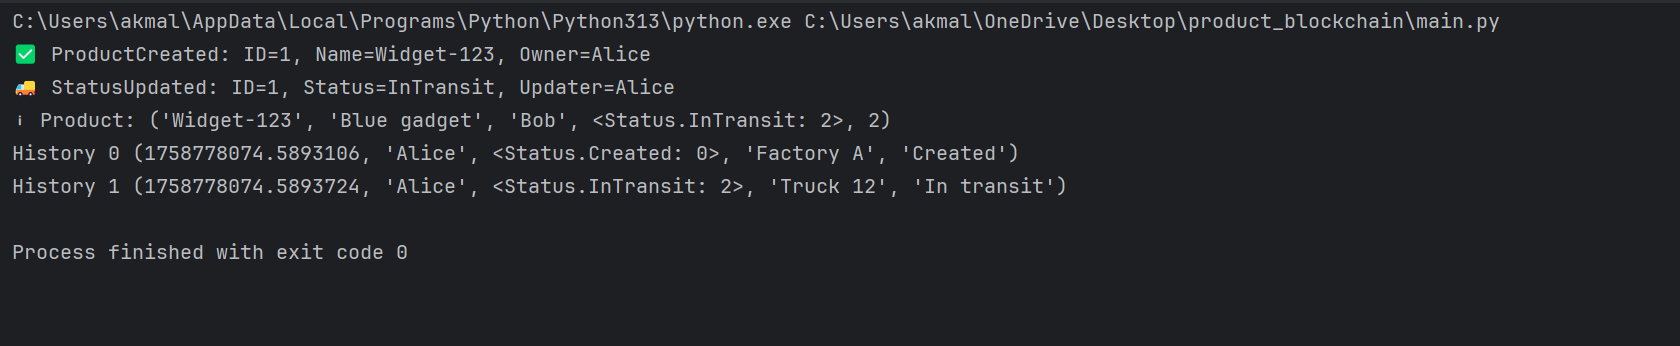 C:\Users\akmal\AppData\Local\Programs\Python\Python313\python.exe C:\Users\akmal\OneDrive\Desktop\product_blockchain\main.py
✅ ProductCreated: ID=1, Name=Widget-123, Owner=Alice
🚚 StatusUpdated: ID=1, Status=InTransit, Updater=Alice
ℹ Product: ('Widget-123', 'Blue gadget', 'Bob', <Status.InTransit: 2>, 2)
History 0 (1758778074.5893106, 'Alice', <Status.Created: 0>, 'Factory A', 'Created')
History 1 (1758778074.5893724, 'Alice', <Status.InTransit: 2>, 'Truck 12', 'In transit')
Process finished with exit code 0